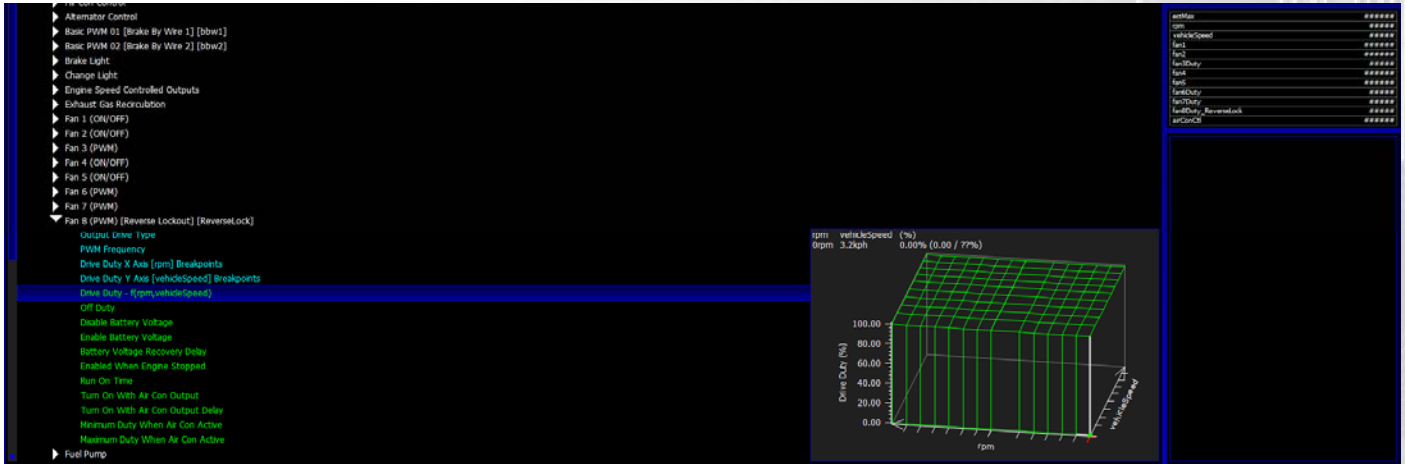 Air Con Control
Alternator Control
Basic PWM 01 [Brake By Wire 1] [bbw1]
Basic PWM 02 [Brake By Wire 2] [bbw2]
Brake Light
Change Light
Engine Speed Controlled Outputs
Exhaust Gas Recirculation
Fan 1 (ON/OFF)
Fan 2 (ON/OFF)
Fan 3 (PWM)
Fan 4 (ON/OFF)
Fan 5 (ON/OFF)
Fan 6 (PWM)
Fan 7 (PWM)
Fan 8 (PWM) [Reverse Lockout] [ReverseLock]
Output Drive Type
PWM Frequency
Drive Duty X Axis [rpm] Breakpoints
Drive Duty Y Axis [vehicleSpeed] Breakpoints
Drive Duty - f(rpm,vehicleSpeed)
Off Duty
Disable Battery Voltage
Enable Battery Voltage
Battery Voltage Recovery Delay
Enabled When Engine Stopped
Run On Time
Turn On With Air Con Output
Turn On With Air Con Output Delay
Minimum Duty When Air Con Active
Maximum Duty When Air Con Active
Fuel Pump
rpm vehicleSpeed (%)
0rpm 3.2kph 0.00% (0.00 / ??%)
100.00
80.00
60.00
40.00
20.00
0.00
Drive Duty [%]
rpm
vehicleSpeed
ectMax ######
rpm #####
vehicleSpeed #####
fan1 ######
fan2 ######
fan3Duty #####
fan4 ######
fan5 ######
fan6Duty #####
fan7Duty #####
fan8Duty_ReverseLock #####
airConCtl ######